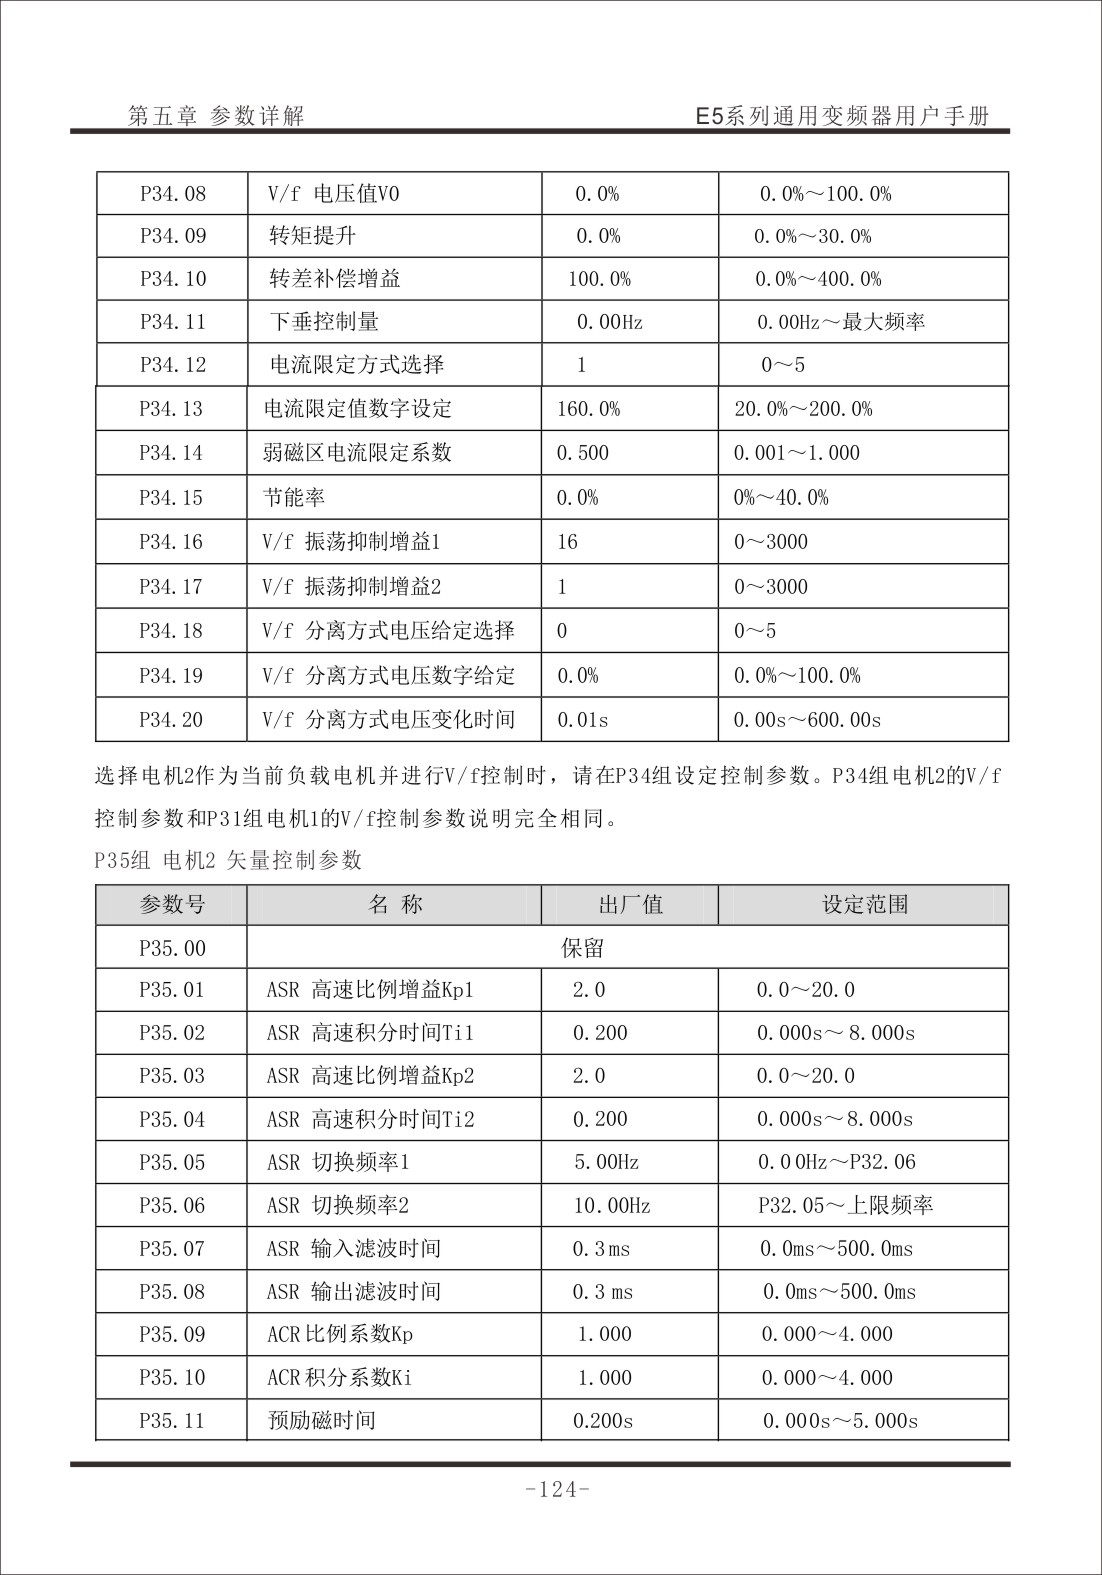 第五章 参数详解 E5系列通用变频器用户手册
P34.08 V/f 电压值V0 0.0% 0.0%～100.0%
P34.09 转矩提升 0.0% 0.0%～30.0%
P34.10 转差补偿增益 100.0% 0.0%～400.0%
P34.11 下垂控制量 0.00Hz 0.00Hz～最大频率
P34.12 电流限定方式选择 1 0～5
P34.13 电流限定值数字设定 160.0% 20.0%～200.0%
P34.14 弱磁区电流限定系数 0.500 0.001～1.000
P34.15 节能率 0.0% 0%～40.0%
P34.16 V/f 振荡抑制增益1 16 0～3000
P34.17 V/f 振荡抑制增益2 1 0～3000
P34.18 V/f 分离方式电压给定选择 0 0～5
P34.19 V/f 分离方式电压数字给定 0.0% 0.0%～100.0%
P34.20 V/f 分离方式电压变化时间 0.01s 0.00s～600.00s
选择电机2作为当前负载电机并进行V/f控制时，请在P34组设定控制参数。P34组电机2的V/f
控制参数和P31组电机1的V/f控制参数说明完全相同。
P35组 电机2 矢量控制参数
参数号 名 称 出厂值 设定范围
P35.00 保留
P35.01 ASR 高速比例增益Kp1 2.0 0.0～20.0
P35.02 ASR 高速积分时间Ti1 0.200 0.000s～8.000s
P35.03 ASR 高速比例增益Kp2 2.0 0.0～20.0
P35.04 ASR 高速积分时间Ti2 0.200 0.000s～8.000s
P35.05 ASR 切换频率1 5.00Hz 0.00Hz～P32.06
P35.06 ASR 切换频率2 10.00Hz P32.05～上限频率
P35.07 ASR 输入滤波时间 0.3ms 0.0ms～500.0ms
P35.08 ASR 输出滤波时间 0.3 ms 0.0ms～500.0ms
P35.09 ACR比例系数Kp 1.000 0.000～4.000
P35.10 ACR积分系数Ki 1.000 0.000～4.000
P35.11 预励磁时间 0.200s 0.000s～5.000s
-124-